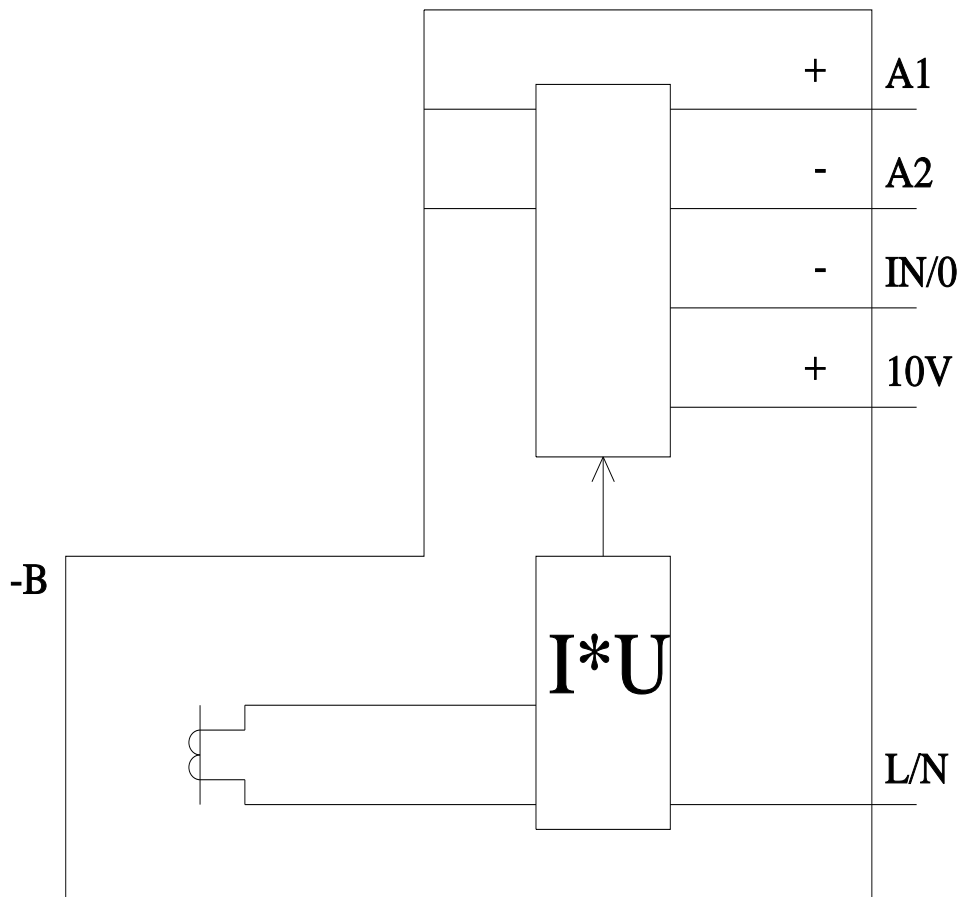 + A1
- A2
- IN/0
+ 10V
-B
I*U
L/N